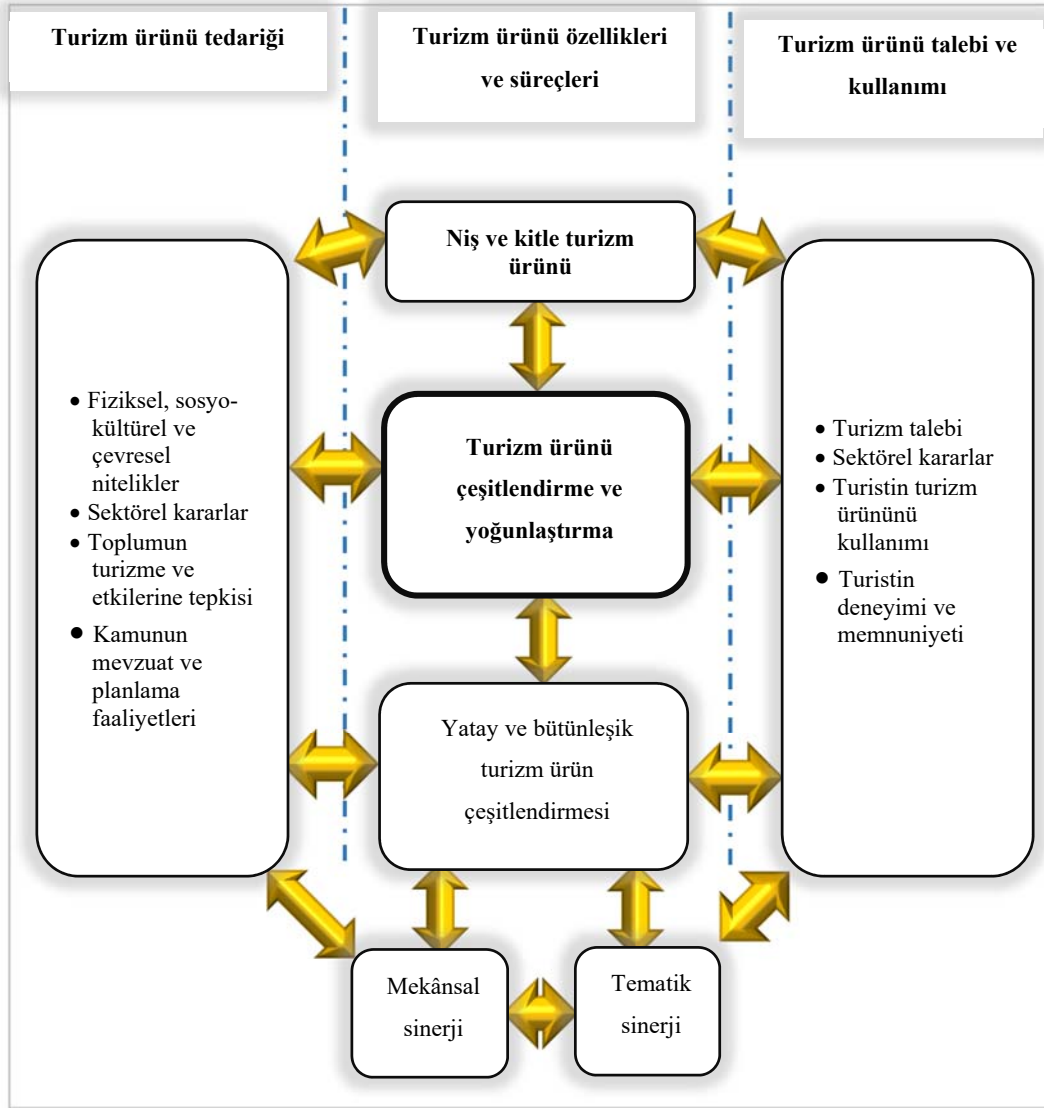 Turizm ürünü tedariği
Turizm ürünü özellikleri
ve süreçleri
Turizm ürünü talebi ve
kullanımı
Niş ve kitle turizm
ürünü
• Fiziksel, sosyo-
kültürel ve
çevresel
nitelikler
• Sektörel kararlar
• Toplumun
turizme ve
etkilerine tepkisi
• Kamunun
mevzuat ve
planlama
faaliyetleri
Turizm ürünü
çeşitlendirme ve
yoğunlaştırma
• Turizm talebi
• Sektörel kararlar
• Turistin turizm
ürününü
kullanımı
• Turistin
deneyimi ve
memnuniyeti
Yatay ve bütünleşik
turizm ürün
çeşitlendirmesi
Mekânsal
sinerji
Tematik
sinerji